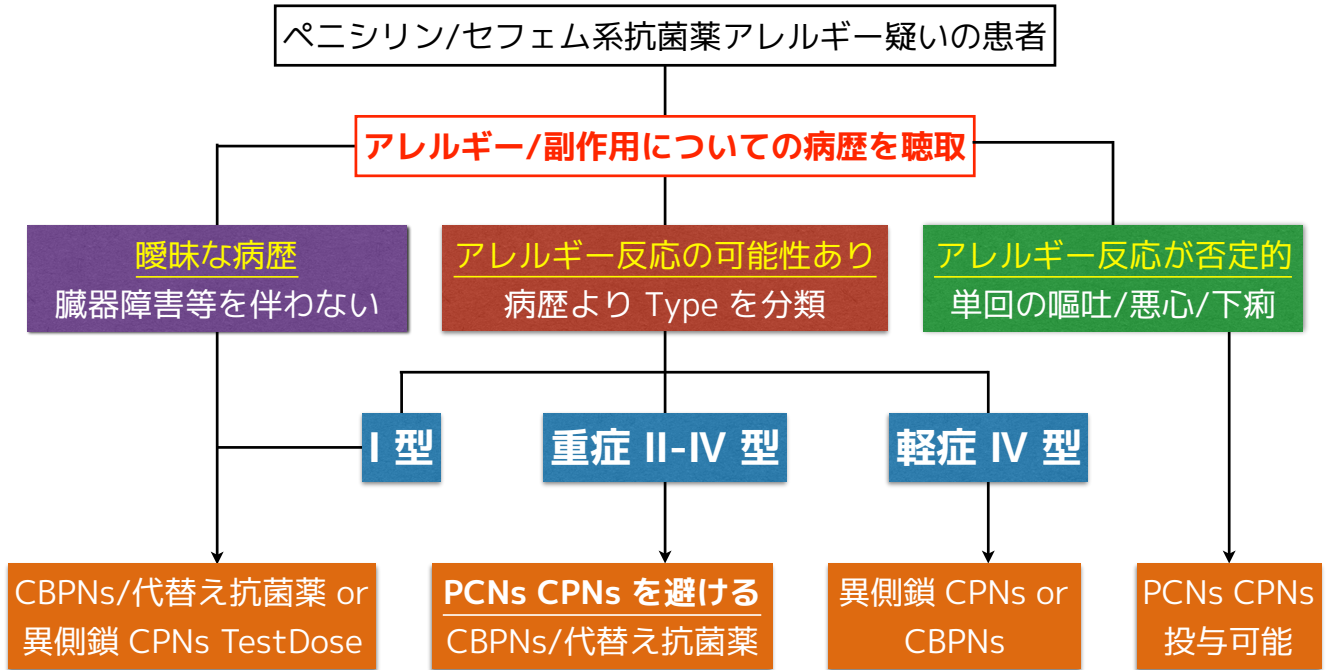 ペニシリン/セフェム系抗菌薬アレルギー疑いの患者
アレルギー/副作用についての病歴を聴取
曖昧な病歴
臓器障害等を伴わない
アレルギー反応の可能性あり
病歴より Type を分類
アレルギー反応が否定的
単回の嘔吐/悪心/下痢
I 型
重症 II-IV 型
軽症 IV 型
CBPNs/代替え抗菌薬 or
異側鎖 CPNs TestDose
PCNs CPNs を避ける
CBPNs/代替え抗菌薬
異側鎖 CPNs or
CBPNs
PCNs CPNs
投与可能